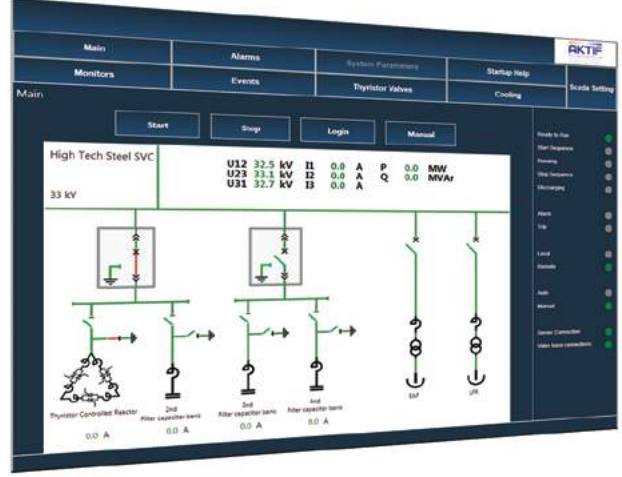 AKTİF
Main
Alarms
System Parameters
Startup Help
Monitors
Events
Thyristor Valves
Cooling
Scada Setting
Main
Start
Stop
Login
Manual
High Tech Steel SVC
33 kV
U12 32.5 kV I1 0.0 A P 0.0 MW
U23 33.1 kV I2 0.0 A Q 0.0 MVAr
U31 32.7 kV I3 0.0 A
Ready to Run
Start Sequence
Running
Stop Sequence
Discharging
Alarm
Trip
Local
Remote
Auto
Manual
Server Connection
Valve base connections
Thyristor Controlled Reactor
0.0 A
2nd
Filter capacitor bank
0.0 A
3nd
Filter capacitor bank
0.0 A
4nd
Filter capacitor bank
0.0 A
EAF
LFR